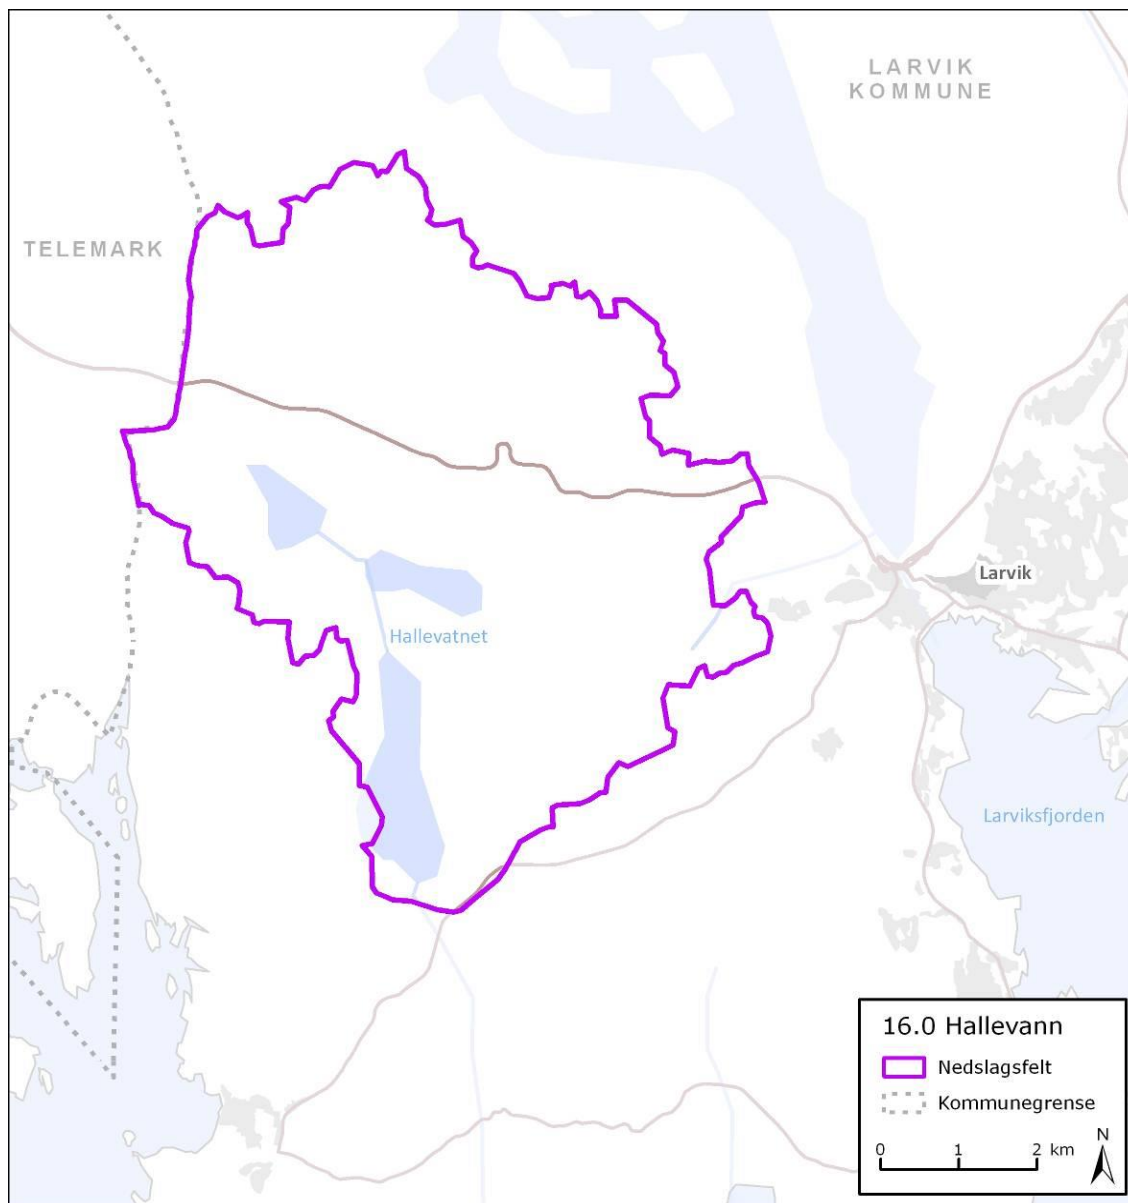 LARVIK
KOMMUNE
TELEMARK
Larvik
Hallevatnet
Larviksfjorden
16.0 Hallevann
Nedslagsfelt
Kommunegrense
0 1 2 km
N